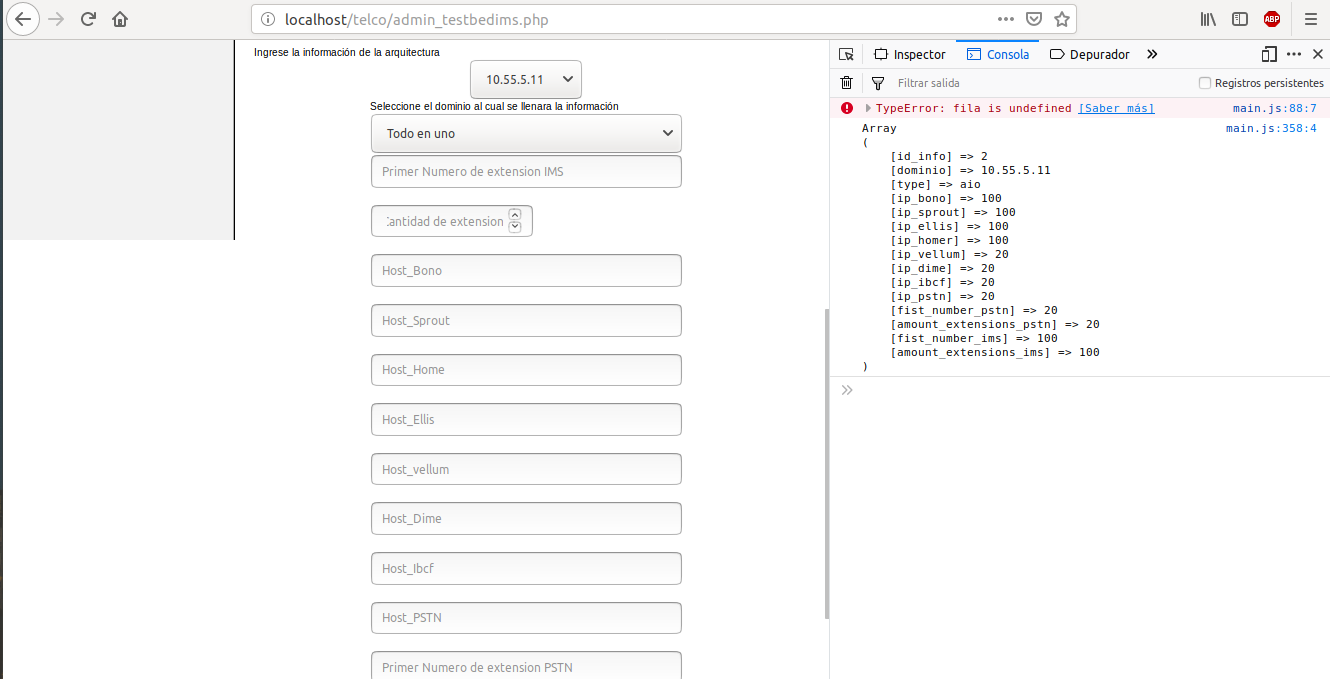 localhost/telco/admin_testbedims.php
ABP
Ingrese la información de la arquitectura
10.55.5.11
Seleccione el dominio al cual se llenara la información
Todo en uno
Primer Numero de extension IMS
Cantidad de extension
Host_Bono
Host_Sprout
Host_Home
Host_Ellis
Host_vellum
Host_Dime
Host_Ibcf
Host_PSTN
Primer Numero de extension PSTN
Inspector Consola Depurador
Filtrar salida Registros persistentes
TypeError: fila is undefined [Saber más] main.js:88:7
Array main.js:358:4
(
[id_info] => 2
[dominio] => 10.55.5.11
[type] => aio
[ip_bono] => 100
[ip_sprout] => 100
[ip_ellis] => 100
[ip_homer] => 100
[ip_vellum] => 20
[ip_dime] => 20
[ip_ibcf] => 20
[ip_pstn] => 20
[fist_number_pstn] => 20
[amount_extensions_pstn] => 20
[fist_number_ims] => 100
[amount_extensions_ims] => 100
)